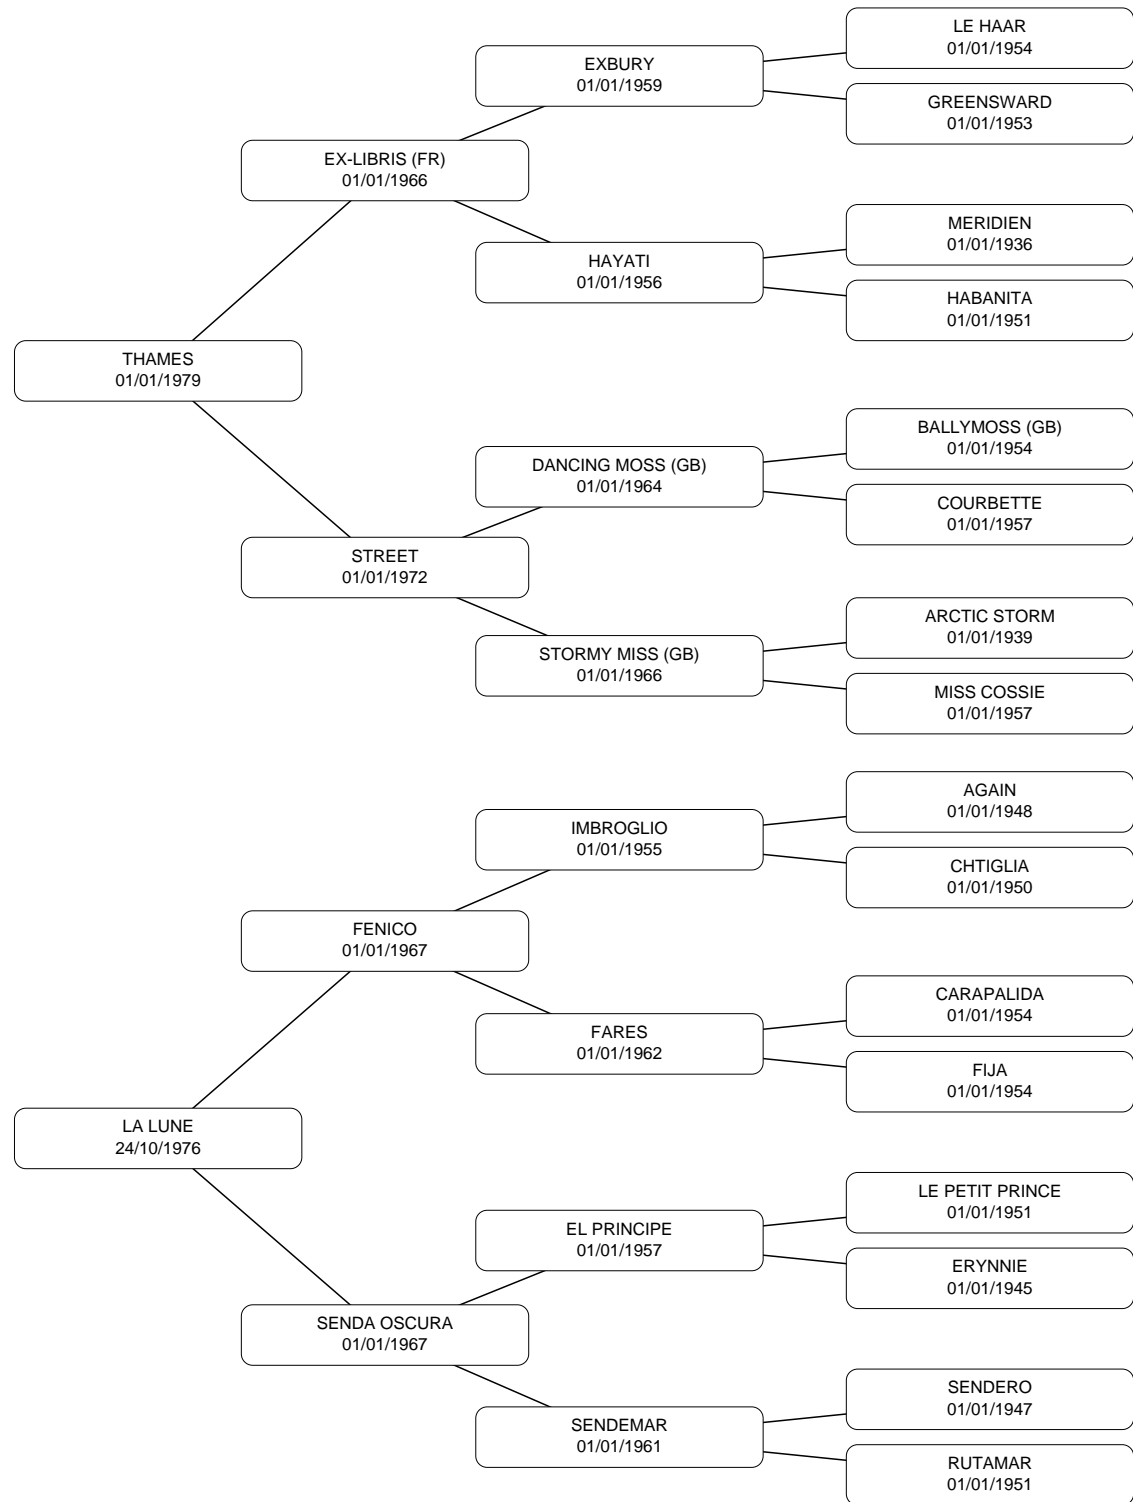 LE HAAR
01/01/1954
EXBURY
01/01/1959
GREENSWARD
01/01/1953
EX-LIBRIS (FR)
01/01/1966
MERIDIEN
01/01/1936
HAYATI
01/01/1956
HABANITA
01/01/1951
THAMES
01/01/1979
BALLYMOSS (GB)
01/01/1954
DANCING MOSS (GB)
01/01/1964
COURBETTE
01/01/1957
STREET
01/01/1972
ARCTIC STORM
01/01/1939
STORMY MISS (GB)
01/01/1966
MISS COSSIE
01/01/1957
AGAIN
01/01/1948
IMBROGLIO
01/01/1955
CHTIGLIA
01/01/1950
FENICO
01/01/1967
CARAPALIDA
01/01/1954
FARES
01/01/1962
FIJA
01/01/1954
LA LUNE
24/10/1976
LE PETIT PRINCE
01/01/1951
EL PRINCIPE
01/01/1957
ERYNNIE
01/01/1945
SENDA OSCURA
01/01/1967
SENDERO
01/01/1947
SENDEMAR
01/01/1961
RUTAMAR
01/01/1951